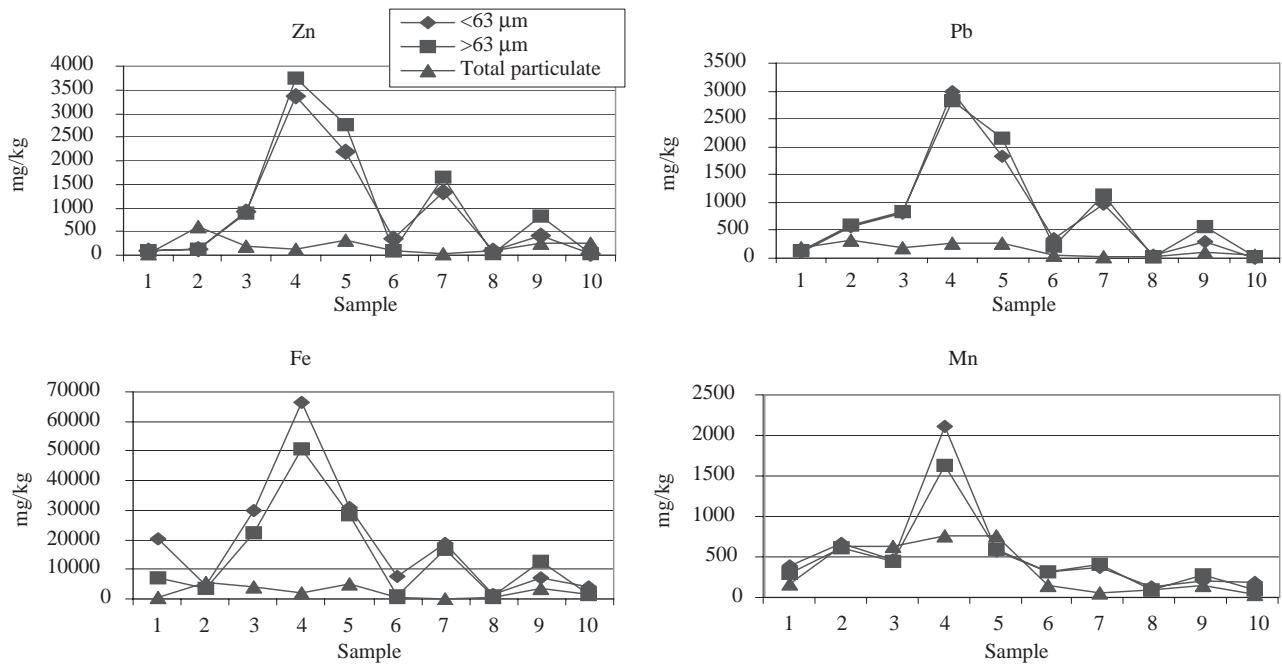 Zn
<63 μm
>63 μm
Total particulate
4000
3500
3000
2500
2000
1500
1000
500
0
mg/kg
1 2 3 4 5 6 7 8 9 10
Sample
Pb
3500
3000
2500
2000
1500
1000
500
0
mg/kg
1 2 3 4 5 6 7 8 9 10
Sample
Fe
70000
60000
50000
40000
30000
20000
10000
0
mg/kg
1 2 3 4 5 6 7 8 9 10
Sample
Mn
2500
2000
1500
1000
500
0
mg/kg
1 2 3 4 5 6 7 8 9 10
Sample